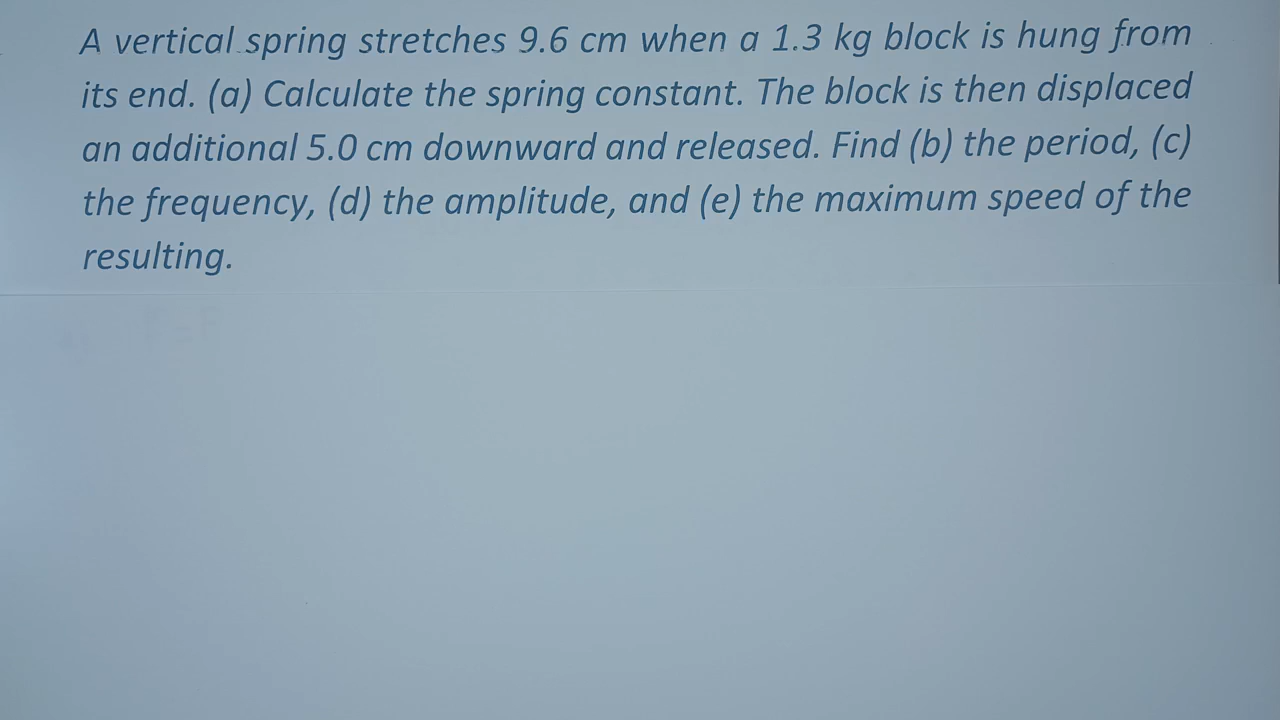 A vertical spring stretches 9.6 cm when a 1.3 kg block is hung from
its end. (a) Calculate the spring constant. The block is then displaced
an additional 5.0 cm downward and released. Find (b) the period, (c)
the frequency, (d) the amplitude, and (e) the maximum speed of the
resulting.